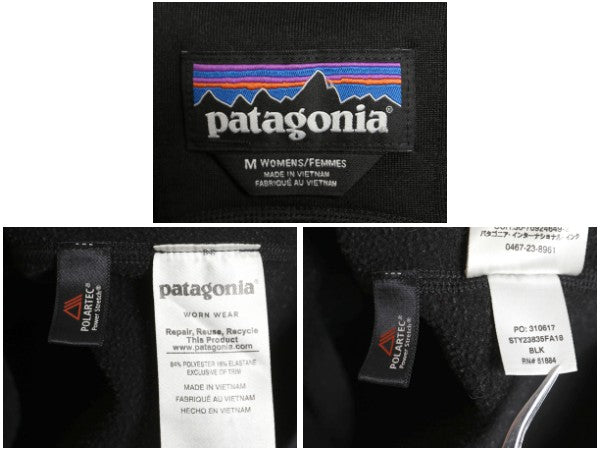 patagonia®
M WOMENS/FEMMES
MADE IN VIETNAM
FABRIQUÉ AU VIETNAM
POLARTEC®
Power Stretch®
patagonia®
WORN WEAR
Repair, Reuse, Recycle
This Product
www.patagonia.com
84% POLYESTER 16% ELASTANE
EXCLUSIVE OF TRIM
MADE IN VIETNAM
FABRIQUÉ AU VIETNAM
HECHO EN VIETNAM
POLARTEC®
Power Stretch®
パタゴニア・インターナショナル・インク
0467-23-8961
PO: 310617
STY23835FA18
BLK
RN# 51884